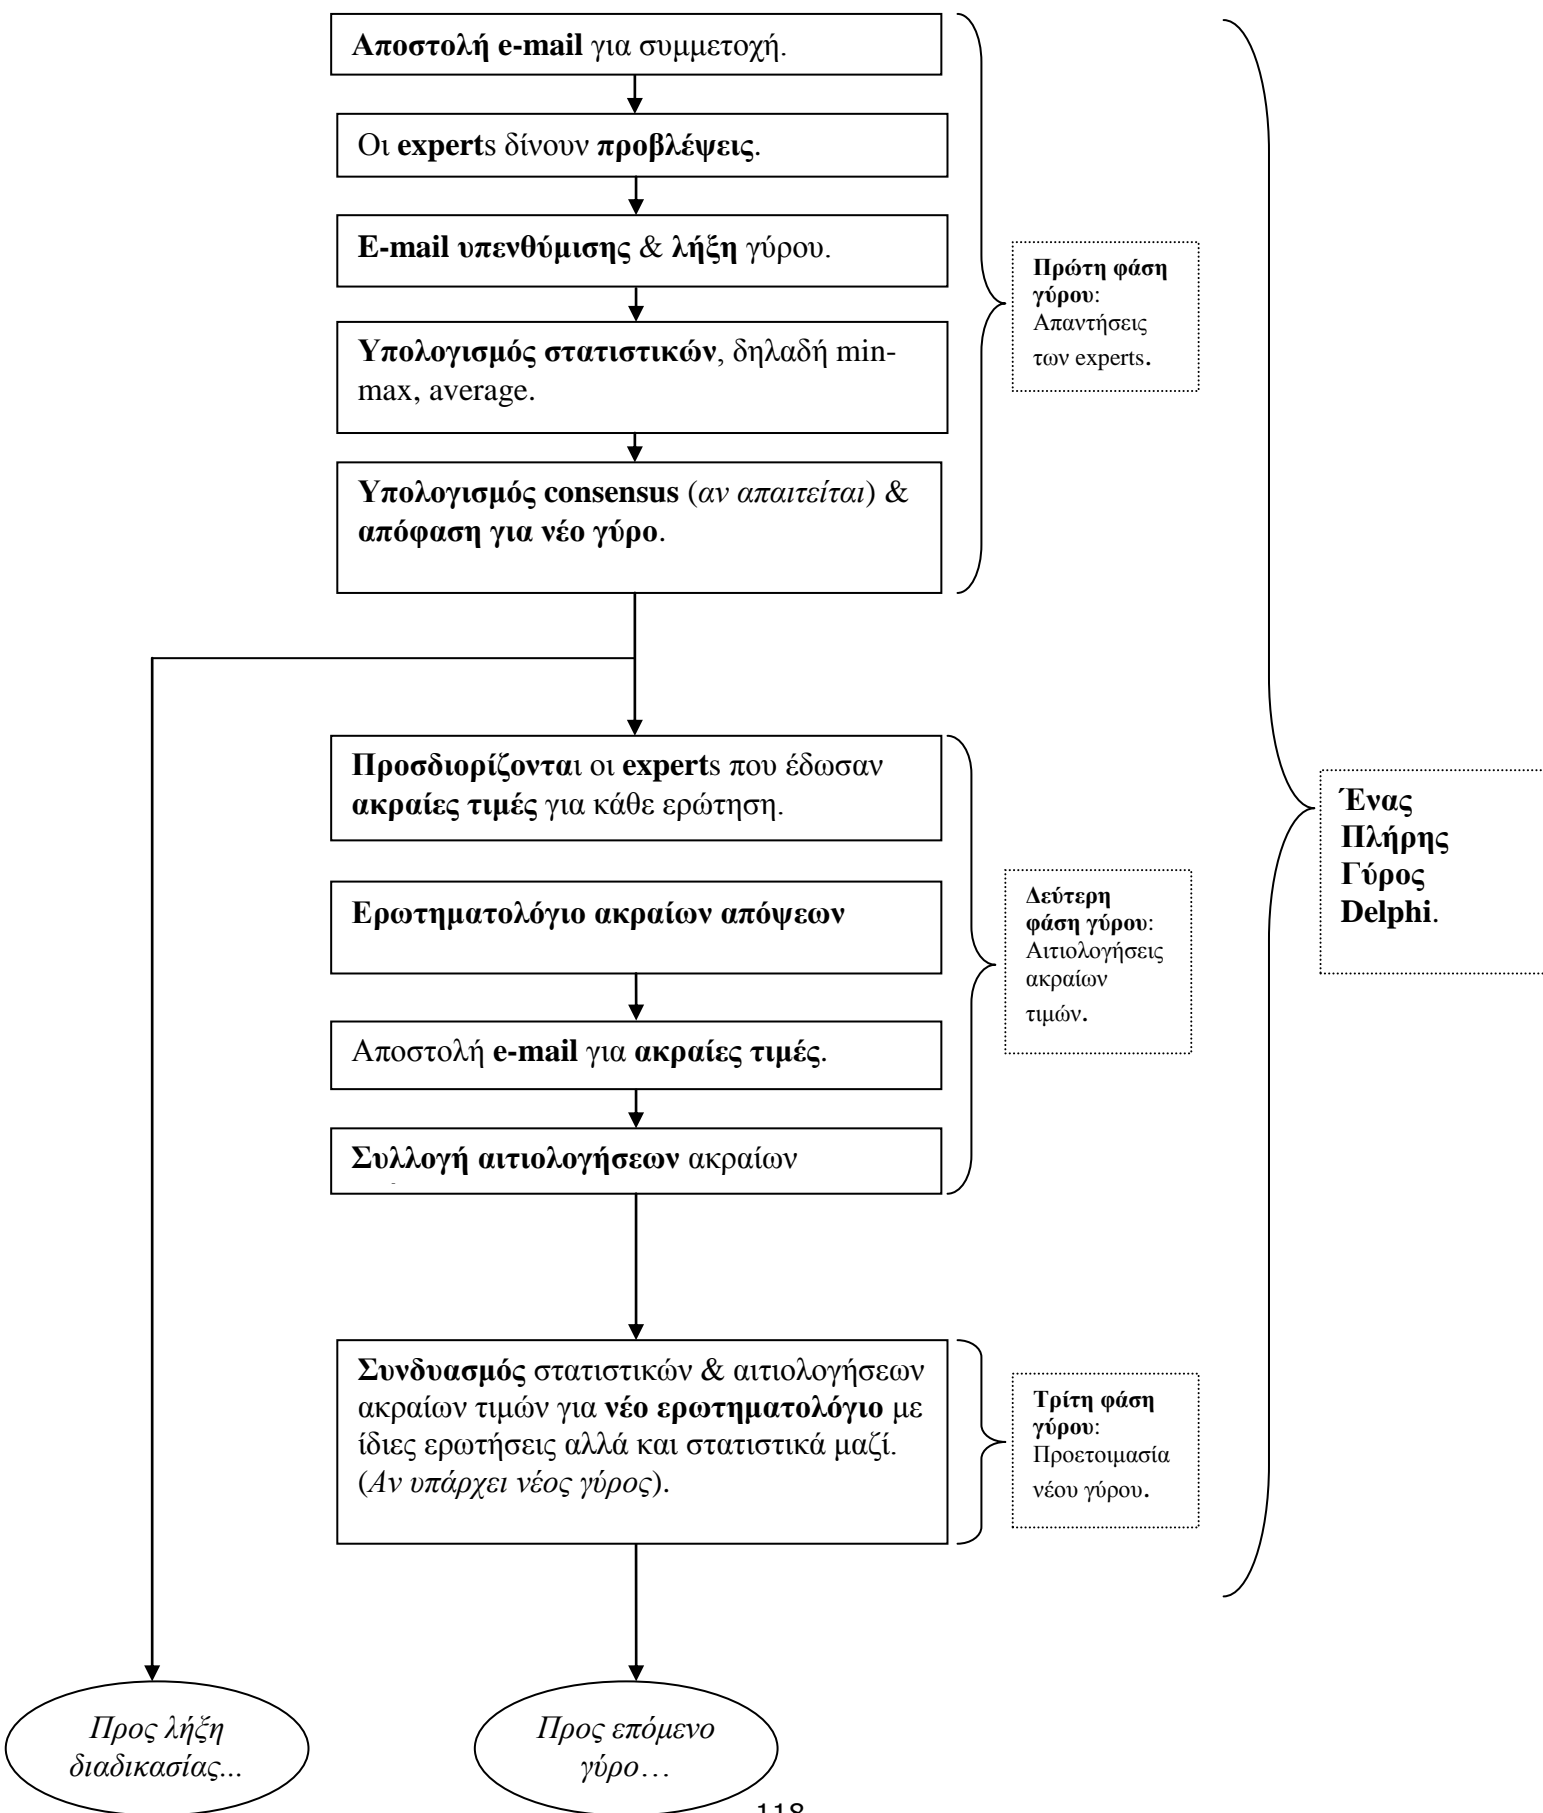 Αποστολή e-mail για συμμετοχή.
Οι experts δίνουν προβλέψεις.
E-mail υπενθύμισης & λήξη γύρου.
Υπολογισμός στατιστικών, δηλαδή min-
max, average.
Υπολογισμός consensus (αν απαιτείται) &
απόφαση για νέο γύρο.
Πρώτη φάση
γύρου:
Απαντήσεις
των experts.
Προσδιορίζονται οι experts που έδωσαν
ακραίες τιμές για κάθε ερώτηση.
Ερωτηματολόγιο ακραίων απόψεων
Αποστολή e-mail για ακραίες τιμές.
Συλλογή αιτιολογήσεων ακραίων
Δεύτερη
φάση γύρου:
Αιτιολογήσεις
ακραίων
τιμών.
Ένας
Πλήρης
Γύρος
Delphi.
Συνδυασμός στατιστικών & αιτιολογήσεων
ακραίων τιμών για νέο ερωτηματολόγιο με
ίδιες ερωτήσεις αλλά και στατιστικά μαζί.
(Αν υπάρχει νέος γύρος).
Τρίτη φάση
γύρου:
Προετοιμασία
νέου γύρου.
Προς λήξη
διαδικασίας...
Προς επόμενο
γύρο…
118